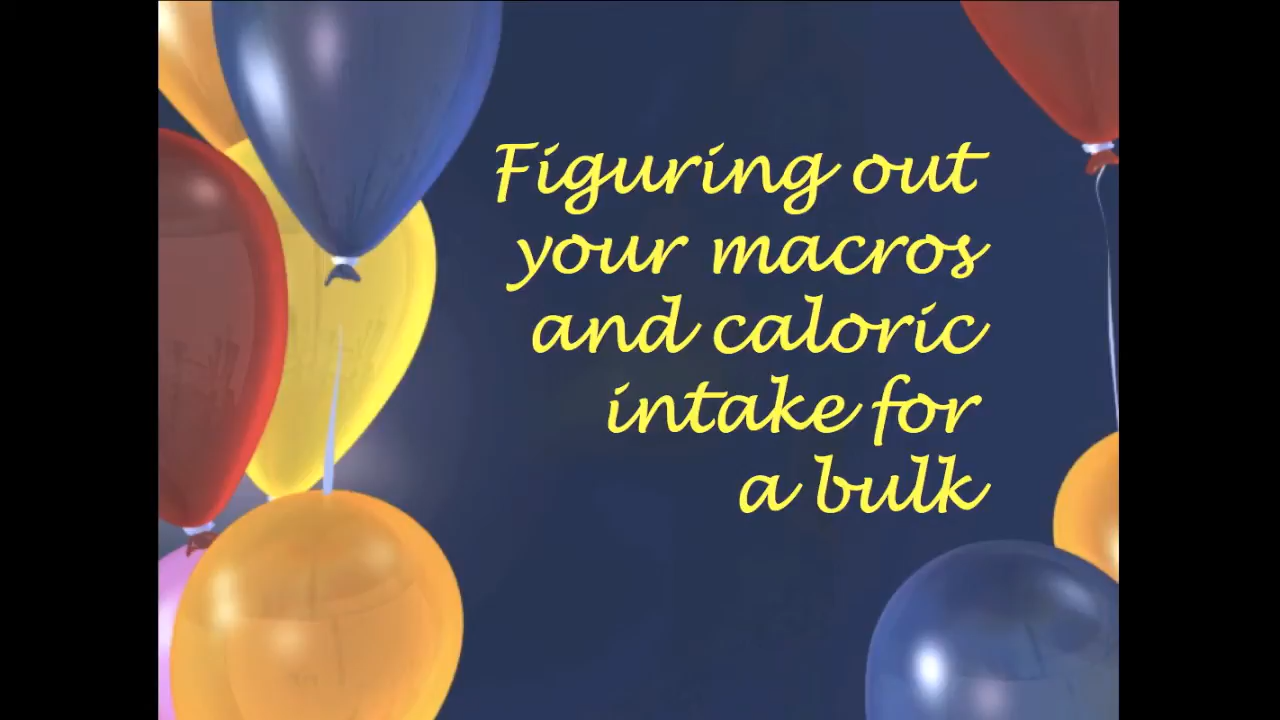 Figuring out
your macros
and caloric
intake for
a bulk